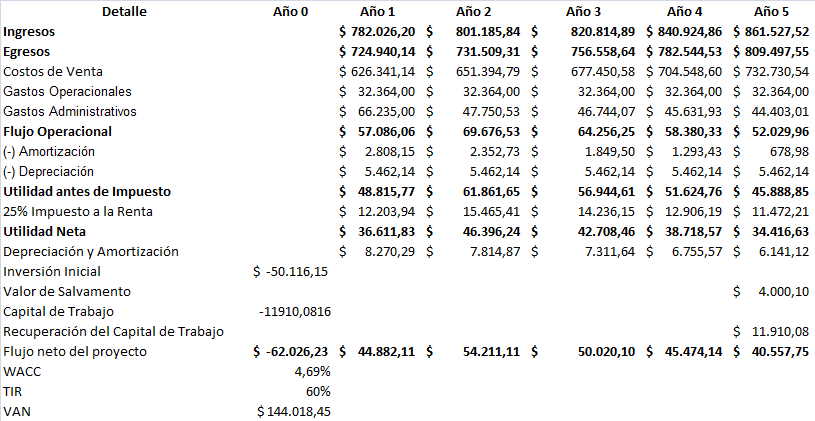 Detalle Año 0 Año 1 Año 2 Año 3 Año 4 Año 5
Ingresos $ 782.026,20 $ 801.185,84 $ 820.814,89 $ 840.924,86 $ 861.527,52
Egresos $ 724.940,14 $ 731.509,31 $ 756.558,64 $ 782.544,53 $ 809.497,55
Costos de Venta $ 626.341,14 $ 651.394,79 $ 677.450,58 $ 704.548,60 $ 732.730,54
Gastos Operacionales $ 32.364,00 $ 32.364,00 $ 32.364,00 $ 32.364,00 $ 32.364,00
Gastos Administrativos $ 66.235,00 $ 47.750,53 $ 46.744,07 $ 45.631,93 $ 44.403,01
Flujo Operacional $ 57.086,06 $ 69.676,53 $ 64.256,25 $ 58.380,33 $ 52.029,96
(-) Amortización $ 2.808,15 $ 2.352,73 $ 1.849,50 $ 1.293,43 $ 678,98
(-) Depreciación $ 5.462,14 $ 5.462,14 $ 5.462,14 $ 5.462,14 $ 5.462,14
Utilidad antes de Impuesto $ 48.815,77 $ 61.861,65 $ 56.944,61 $ 51.624,76 $ 45.888,85
25% Impuesto a la Renta $ 12.203,94 $ 15.465,41 $ 14.236,15 $ 12.906,19 $ 11.472,21
Utilidad Neta $ 36.611,83 $ 46.396,24 $ 42.708,46 $ 38.718,57 $ 34.416,63
Depreciación y Amortización $ 8.270,29 $ 7.814,87 $ 7.311,64 $ 6.755,57 $ 6.141,12
Inversión Inicial $ -50.116,15
Valor de Salvamento $ 4.000,10
Capital de Trabajo -11910,0816
Recuperación del Capital de Trabajo $ 11.910,08
Flujo neto del proyecto $ -62.026,23 $ 44.882,11 $ 54.211,11 $ 50.020,10 $ 45.474,14 $ 40.557,75
WACC 4,69%
TIR 60%
VAN $ 144.018,45